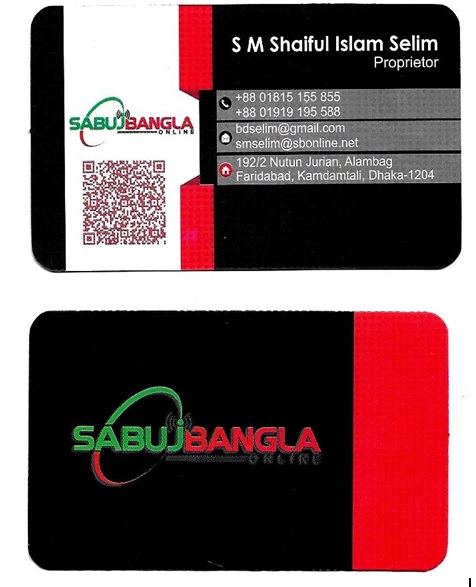 S M Shaiful Islam Selim
Proprietor
+88 01815 155 855
+88 01919 195 588
bdselim@gmail.com
smselim@sbonline.net
192/2 Nutun Jurian, Alambag
Faridabad, Kamdamtali, Dhaka-1204
SABUJBANGLA
ONLINE
SABUJBANGLA
ONLINE